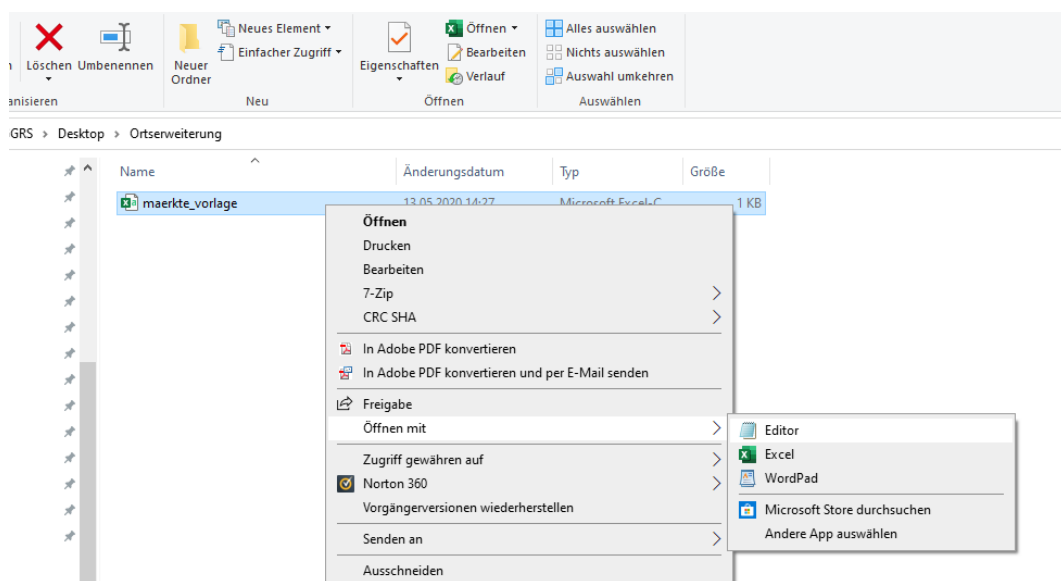 Löschen Umbenennen
Neuer
Ordner
Neues Element
Einfacher Zugriff
Eigenschaften
Öffnen
Bearbeiten
Verlauf
Alles auswählen
Nichts auswählen
Auswahl umkehren
anisieren
Neu
Öffnen
Auswählen
GRS > Desktop > Ortserweiterung
Name Änderungsdatum Typ Größe
maerkte_vorlage 13.05.2020 14:27 Microsoft Excel-C... 1 KB
Öffnen
Drucken
Bearbeiten
7-Zip
CRC SHA
In Adobe PDF konvertieren
In Adobe PDF konvertieren und per E-Mail senden
Freigabe
Öffnen mit
Editor
Excel
WordPad
Microsoft Store durchsuchen
Andere App auswählen
Zugriff gewähren auf
Norton 360
Vorgängerversionen wiederherstellen
Senden an
Ausschneiden